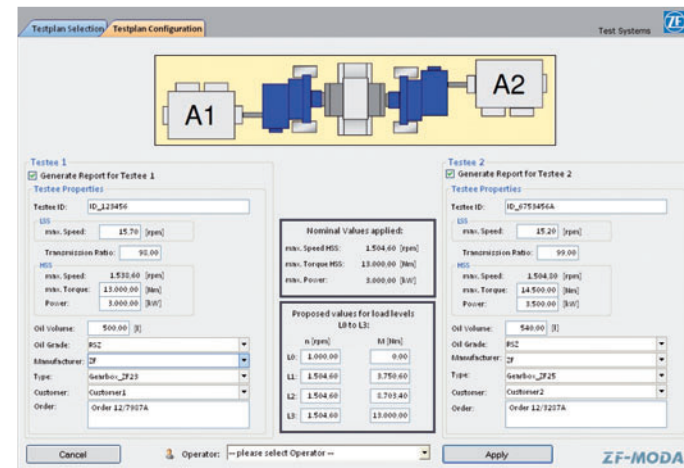 Testplan Selection Testplan Configuration
Test Systems
ZF
A1
A2
Testee 1
Generate Report for Testee 1
Testee Properties
Testee ID: ID_123456
LSS
max. Speed: 15.70 [rpm]
Transmission Ratio: 98.00
HSS
max. Speed: 1.538,60 [rpm]
max. Torque: 13.000,00 [Nm]
Power: 3.000,00 [kW]
Oil Volume: 500,00 [l]
Oil Grade: RSZ
Manufacturer: ZF
Type: Gearbox_ZF23
Customer: Customer1
Order: Order 12/7987A
Nominal Values applied:
max. Speed HSS: 1.504,60 [rpm]
max. Torque HSS: 13.000,00 [Nm]
max. Power: 3.000,00 [kW]
Proposed values for load levels
L0 to L3:
n [rpm] M [Nm]
L0: 1.000,00 0,00
L1: 1.504,60 3.750,60
L2: 1.504,60 8.703,40
L3: 1.504,60 13.000,00
Testee 2
Generate Report for Testee 2
Testee Properties
Testee ID: ID_6753456A
LSS
max. Speed: 15.20 [rpm]
Transmission Ratio: 99.00
HSS
max. Speed: 1.504,80 [rpm]
max. Torque: 14.500,00 [Nm]
Power: 3.500,00 [kW]
Oil Volume: 540,00 [l]
Oil Grade: RSZ
Manufacturer: ZF
Type: Gearbox_ZF25
Customer: Customer2
Order: Order 12/3287A
Cancel
Operator: -- please select Operator --
Apply
ZF-MODA